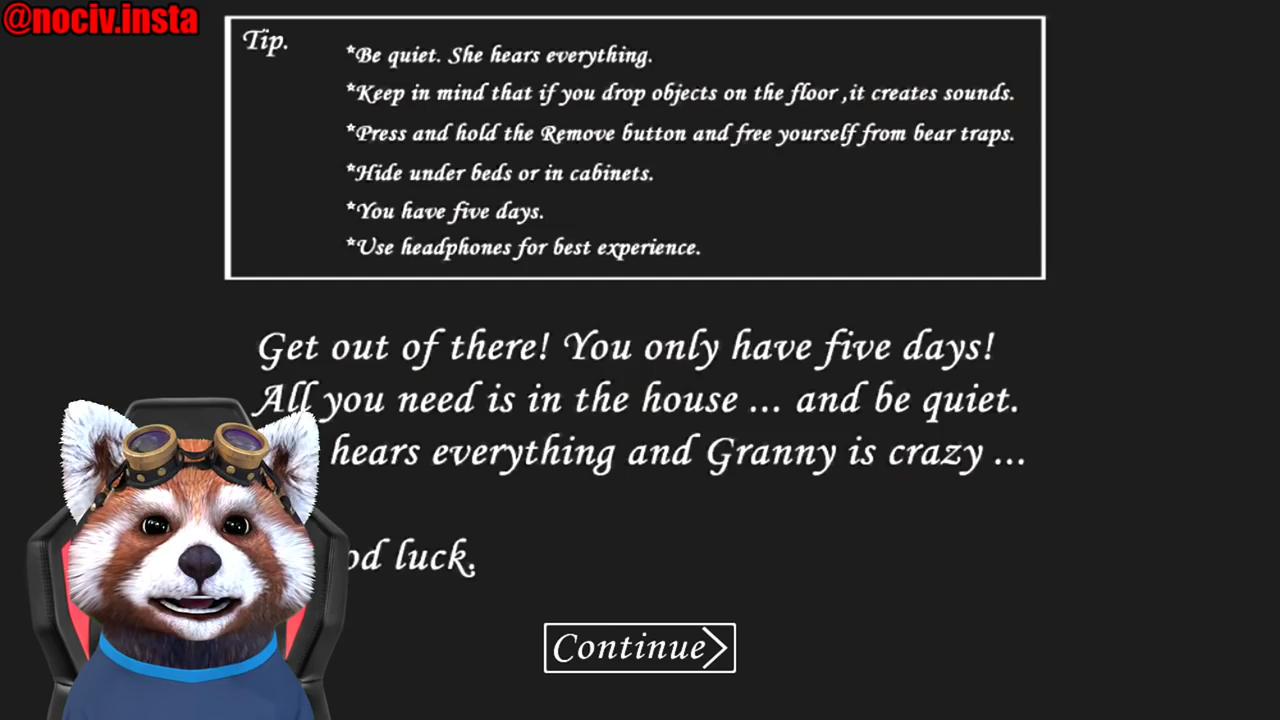 @nociv.insta
Tip.
*Be quiet. She hears everything.
*Keep in mind that if you drop objects on the floor ,it creates sounds.
*Press and hold the Remove button and free yourself from bear traps.
*Hide under beds or in cabinets.
*You have five days.
*Use headphones for best experience.
Get out of there! You only have five days!
All you need is in the house ... and be quiet.
hears everything and Granny is crazy ...
luck.
Continue